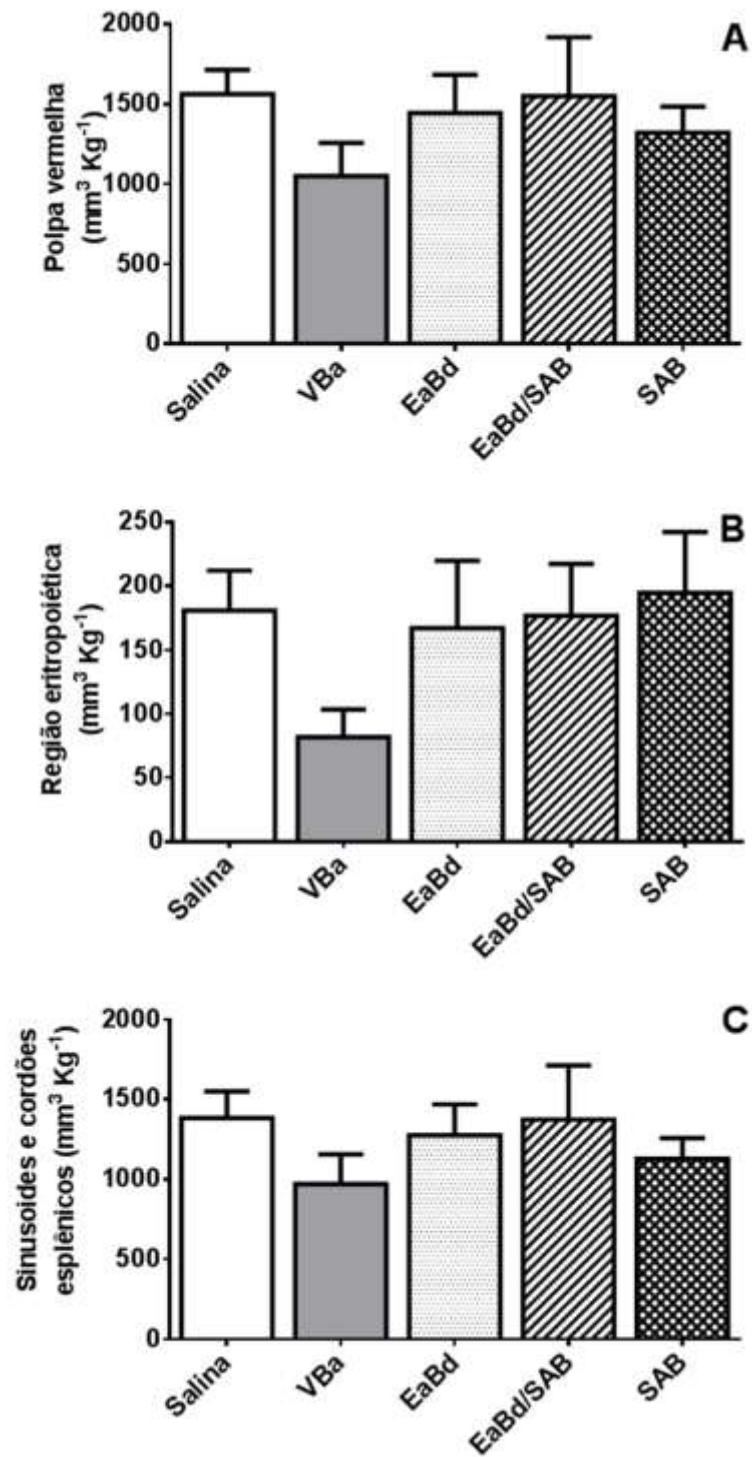 A
Polpa vermelha
(mm³ Kg⁻¹)
2000
1500
1000
500
0
Salina
VBa
EaBd
EaBd/SAB
SAB
B
Região eritropoiética
(mm³ Kg⁻¹)
250
200
150
100
50
0
Salina
VBa
EaBd
EaBd/SAB
SAB
C
Sinusoides e cordões
esplênicos (mm³ Kg⁻¹)
2000
1500
1000
500
0
Salina
VBa
EaBd
EaBd/SAB
SAB